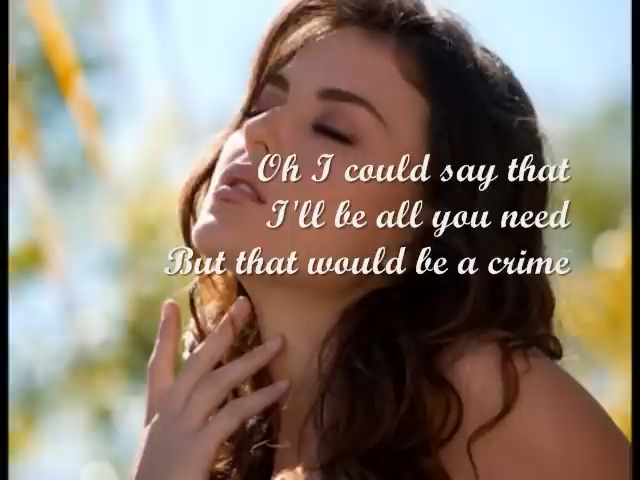 Oh I could say that
I'll be all you need
But that would be a crime